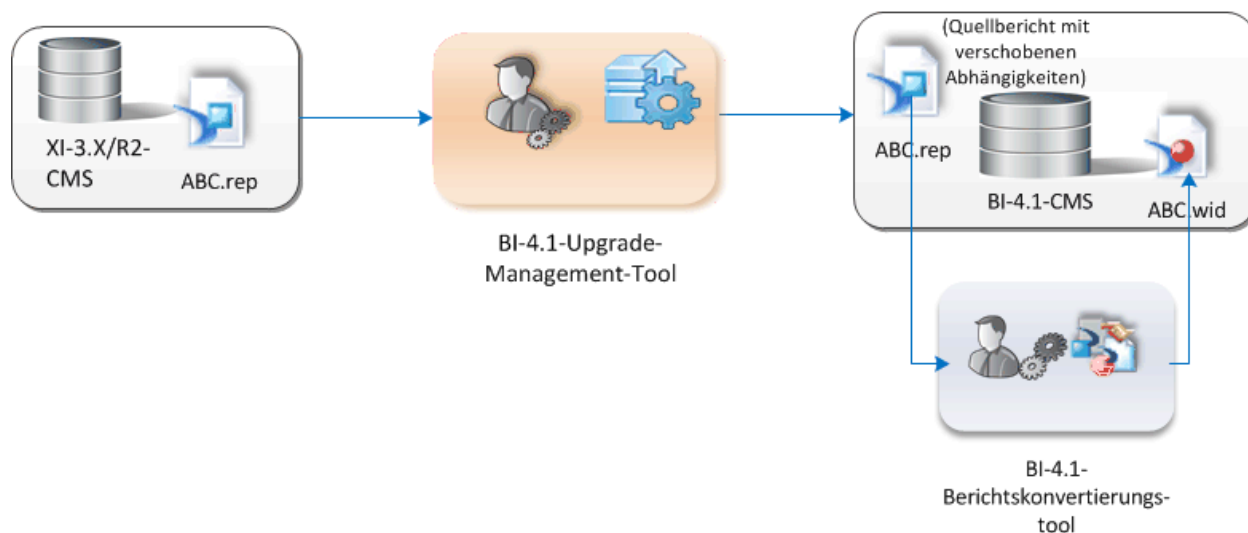 XI-3.X/R2-
CMS
ABC.rep
BI-4.1-Upgrade-
Management-Tool
(Quellbericht mit
verschobenen
Abhängigkeiten)
ABC.rep
BI-4.1-CMS
ABC.wid
BI-4.1-
Berichtskonvertierungs-
tool